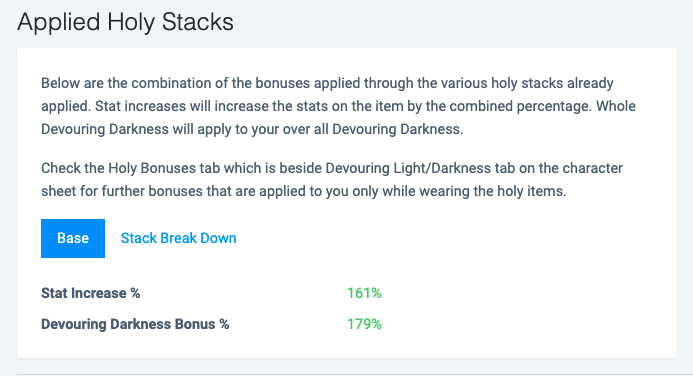 Applied Holy Stacks
Below are the combination of the bonuses applied through the various holy stacks already
applied. Stat increases will increase the stats on the item by the combined percentage. Whole
Devouring Darkness will apply to your over all Devouring Darkness.
Check the Holy Bonuses tab which is beside Devouring Light/Darkness tab on the character
sheet for further bonuses that are applied to you only while wearing the holy items.
Base Stack Break Down
Stat Increase % 161%
Devouring Darkness Bonus % 179%